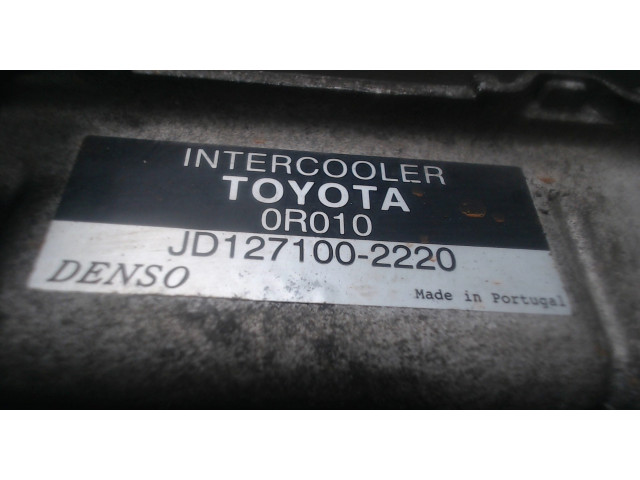 INTERCOOLER
TOYOTA
0R010
JD127100-2220
DENSO
Made in Portugal